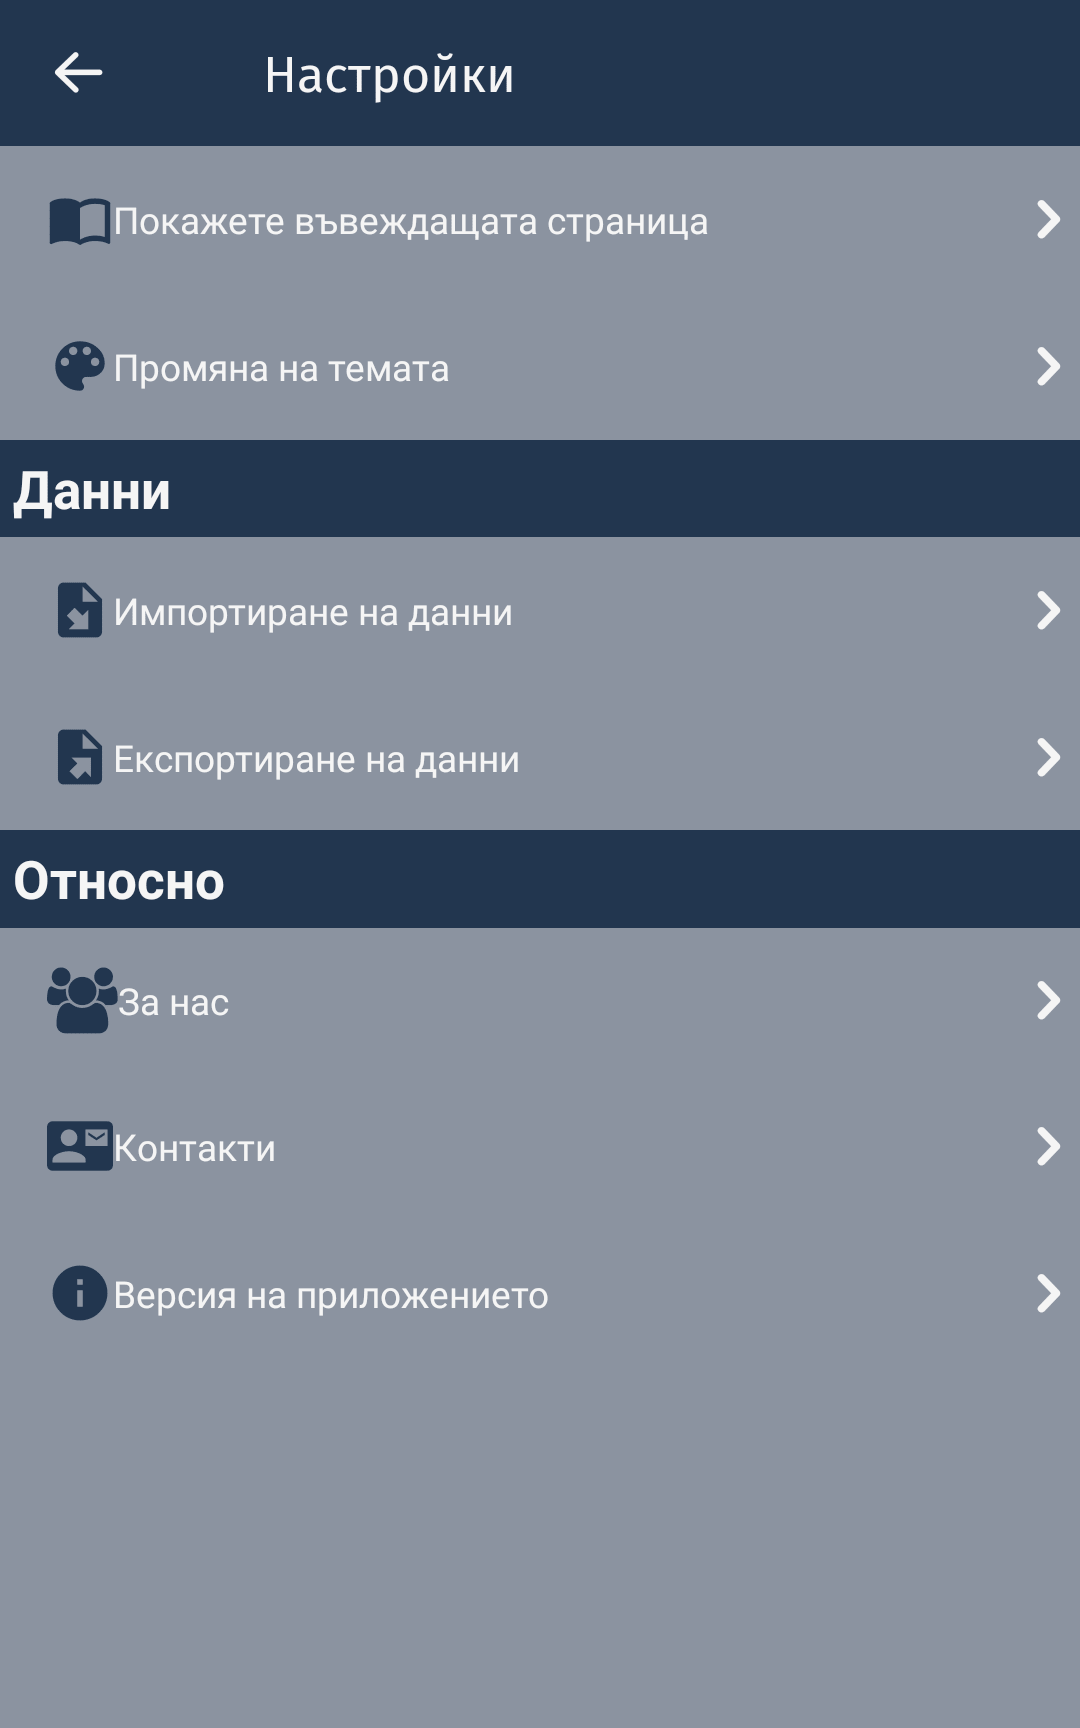 Настройки
Покажете въвеждащата страница
Промяна на темата
Данни
Импортиране на данни
Експортиране на данни
Относно
За нас
Контакти
Версия на приложението